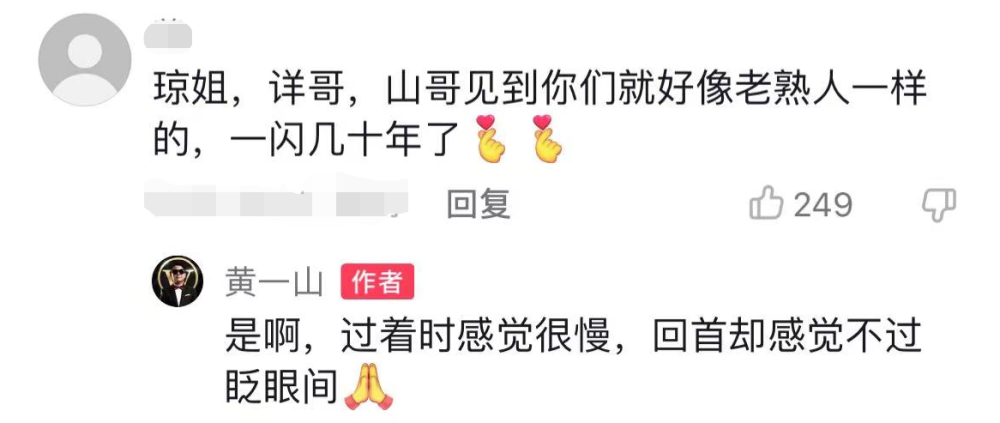 琼姐，详哥，山哥见到你们就好像老熟人一样
的，一闪几十年了
回复
249
黄一山 作者
是啊，过着时感觉很慢，回首却感觉不过
眨眼间